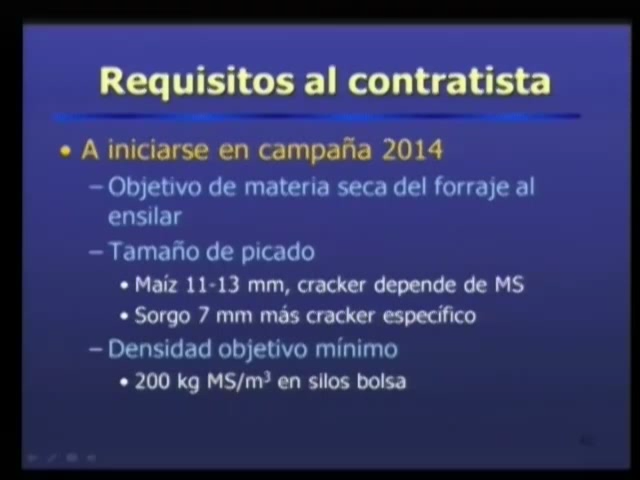 Requisitos al contratista
• A iniciarse en campaña 2014
– Objetivo de materia seca del forraje al
ensilar
– Tamaño de picado
• Maíz 11-13 mm, cracker depende de MS
• Sorgo 7 mm más cracker específico
– Densidad objetivo mínimo
• 200 kg MS/m³ en silos bolsa